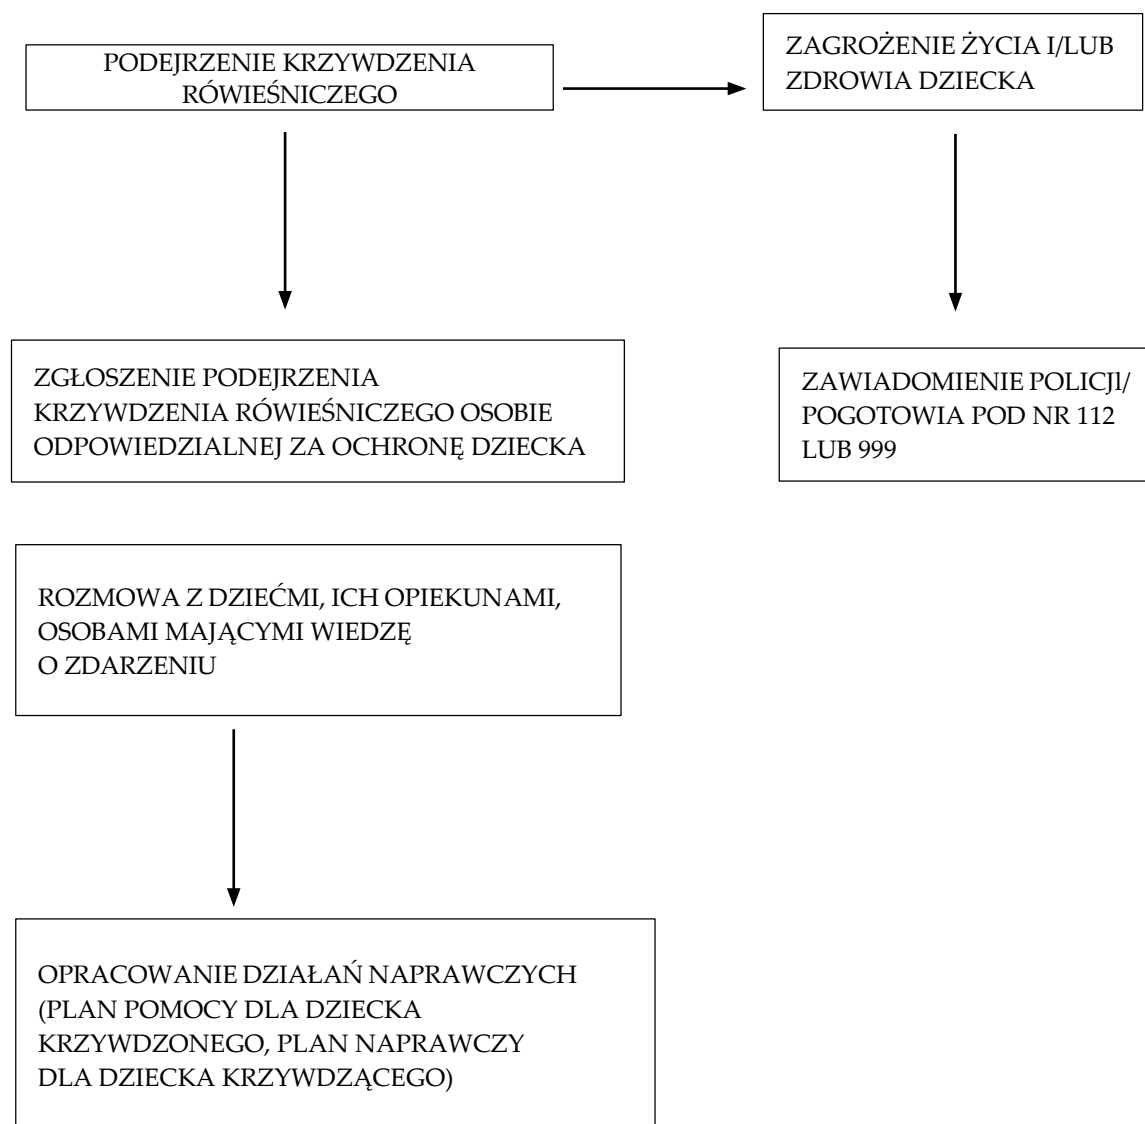 PODEJRZENIE KRZYWDZENIA
RÓWIEŚNICZEGO
ZAGROŻENIE ŻYCIA I/LUB
ZDROWIA DZIECKA
ZGŁOSZENIE PODEJRZENIA
KRZYWDZENIA RÓWIEŚNICZEGO OSOBIE
ODPOWIEDZIALNEJ ZA OCHRONĘ DZIECKA
ZAWIADOMIENIE POLICJl/
POGOTOWIA POD NR 112
LUB 999
ROZMOWA Z DZIEĆMI, ICH OPIEKUNAMI,
OSOBAMI MAJĄCYMI WIEDZĘ
O ZDARZENIU
OPRACOWANIE DZIAŁAŃ NAPRAWCZYCH
(PLAN POMOCY DLA DZIECKA
KRZYWDZONEGO, PLAN NAPRAWCZY
DLA DZIECKA KRZYWDZĄCEGO)